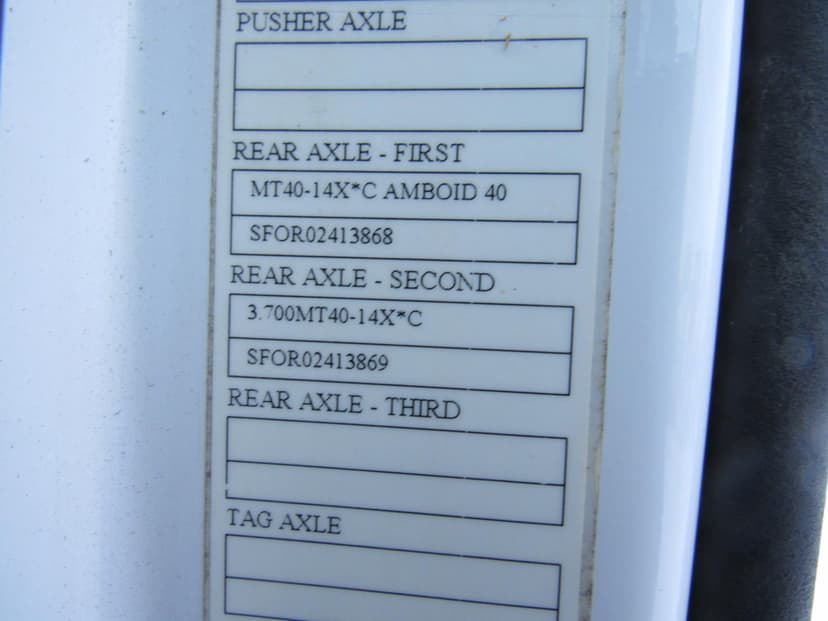 PUSHER AXLE
REAR AXLE - FIRST
MT40-14X*C AMBOID 40
SFOR02413868
REAR AXLE - SECOND
3.700MT40-14X*C
SFOR02413869
REAR AXLE - THIRD
TAG AXLE